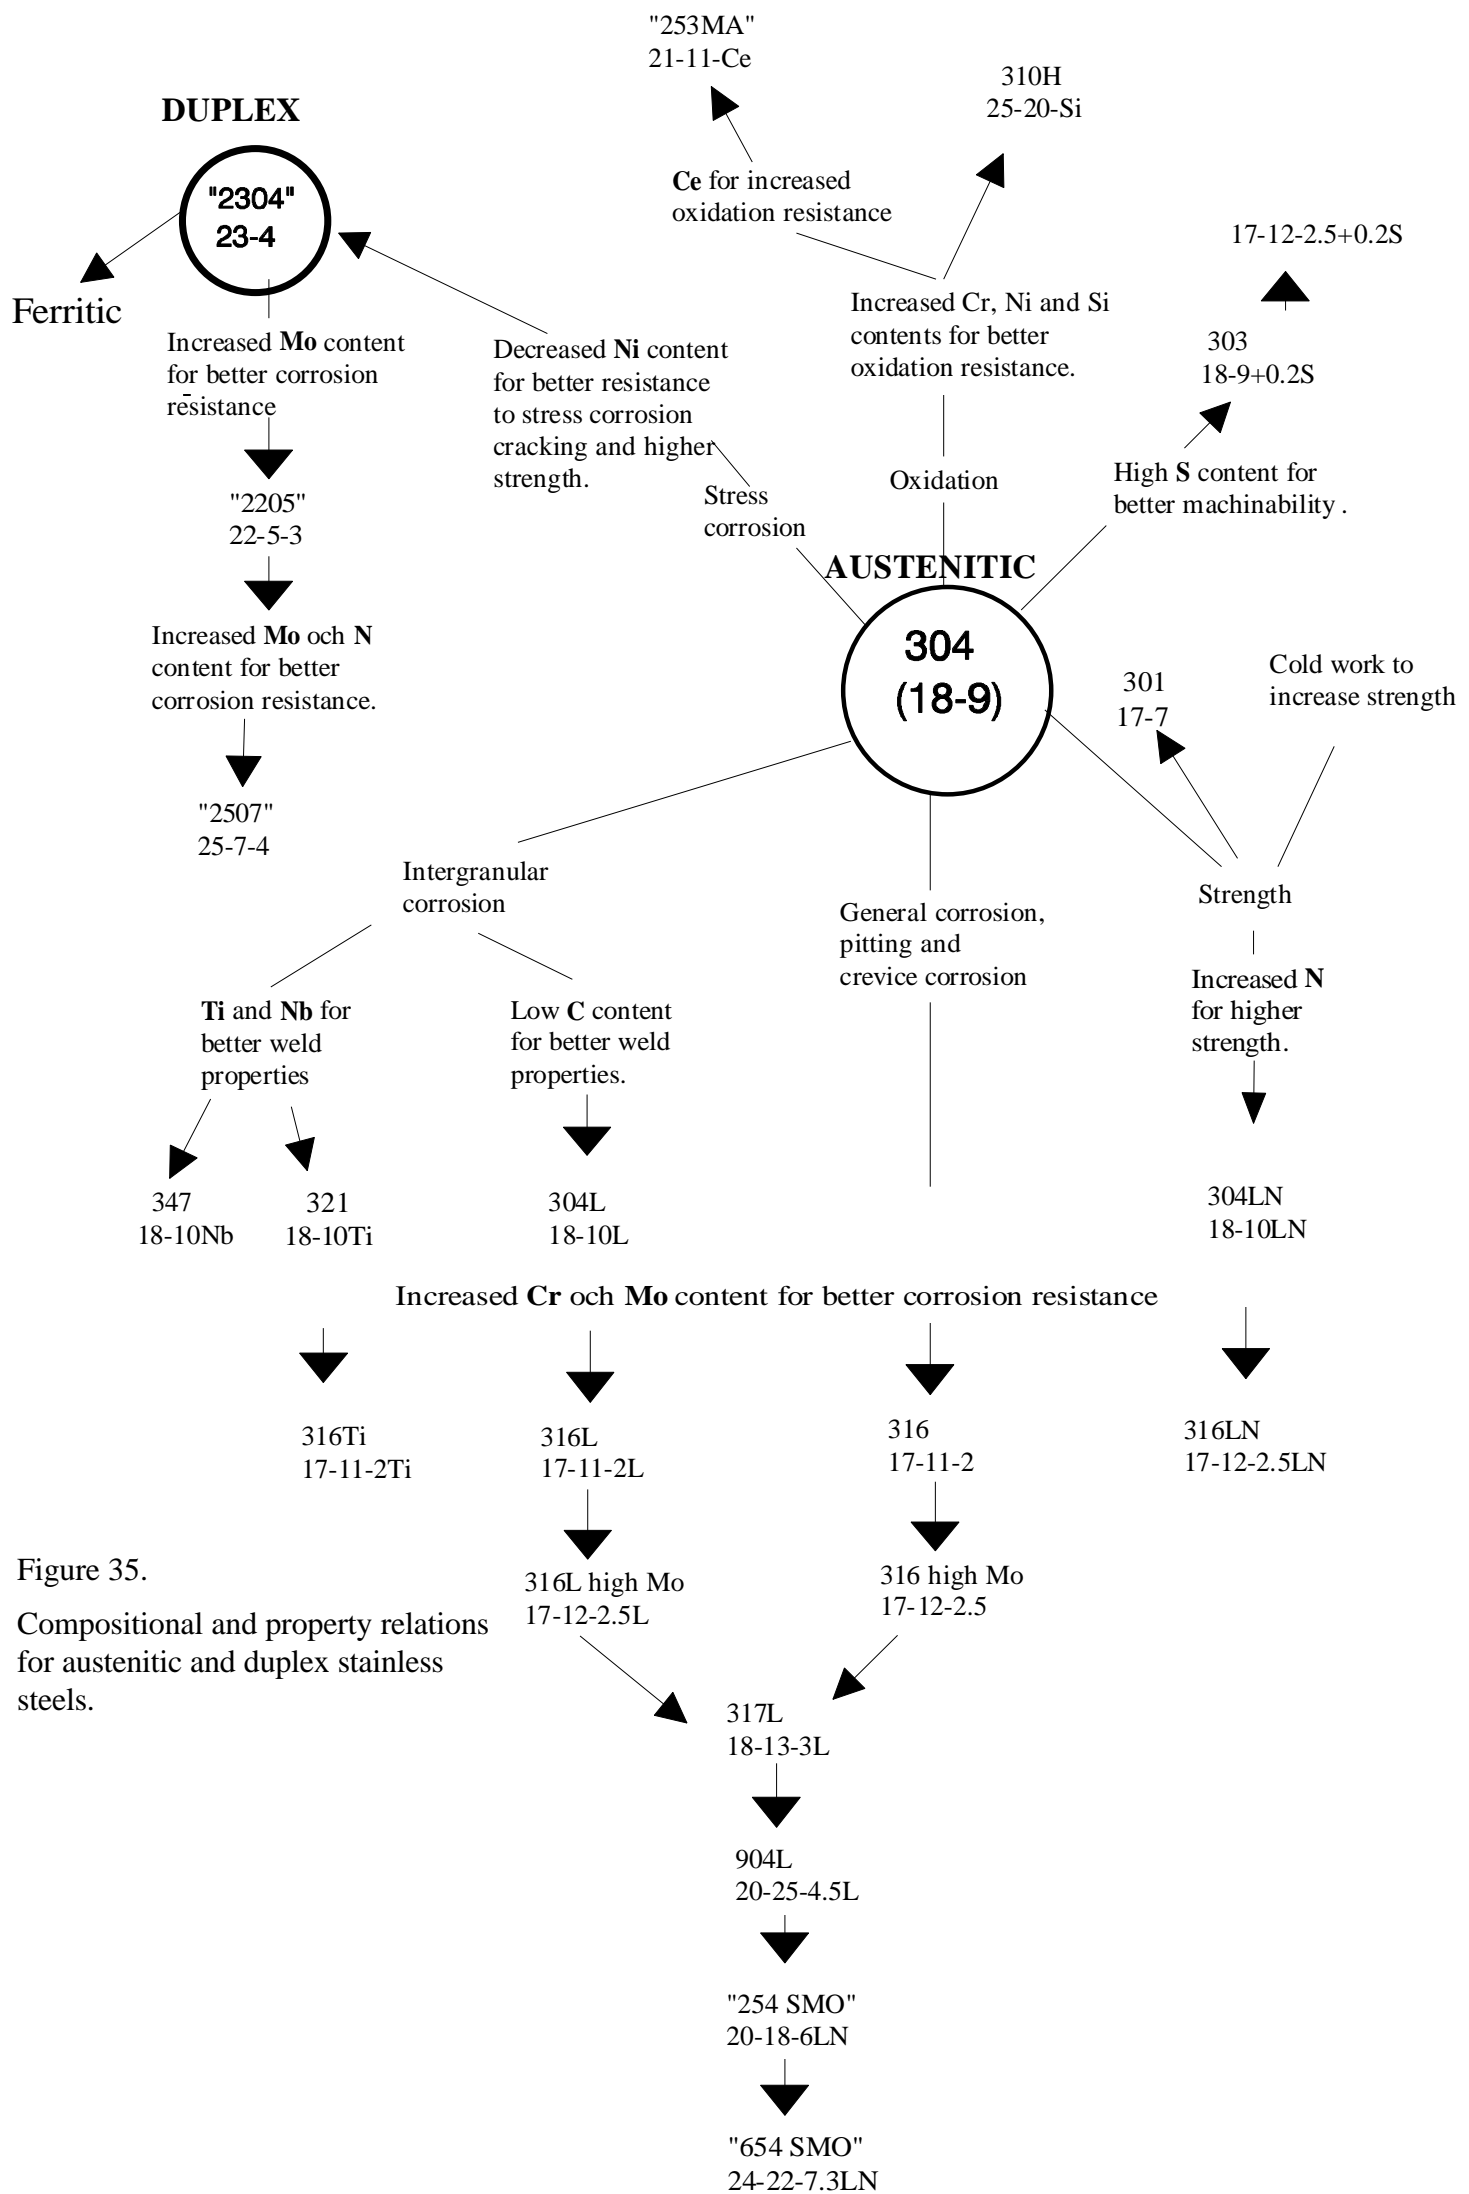 "253MA"
21-11-Ce
310H
25-20-Si
DUPLEX
"2304"
23-4
Ferritic
Ce for increased
oxidation resistance
17-12-2.5+0.2S
Increased Cr, Ni and Si
contents for better
oxidation resistance.
303
18-9+0.2S
Increased Mo content
for better corrosion
resistance
Decreased Ni content
for better resistance
to stress corrosion
cracking and higher
strength.
Stress
corrosion
Oxidation
High S content for
better machinability .
"2205"
22-5-3
AUSTENITIC
304
(18-9)
Increased Mo och N
content for better
corrosion resistance.
301
17-7
Cold work to
increase strength
"2507"
25-7-4
Intergranular
corrosion
General corrosion,
pitting and
crevice corrosion
Strength
Increased N
for higher
strength.
Ti and Nb for
better weld
properties
Low C content
for better weld
properties.
347
18-10Nb
321
18-10Ti
304L
18-10L
304LN
18-10LN
Increased Cr och Mo content for better corrosion resistance
316Ti
17-11-2Ti
316L
17-11-2L
316
17-11-2
316LN
17-12-2.5LN
Figure 35.
Compositional and property relations
for austenitic and duplex stainless
steels.
316L high Mo
17-12-2.5L
316 high Mo
17-12-2.5
317L
18-13-3L
904L
20-25-4.5L
"254 SMO"
20-18-6LN
"654 SMO"
24-22-7.3LN